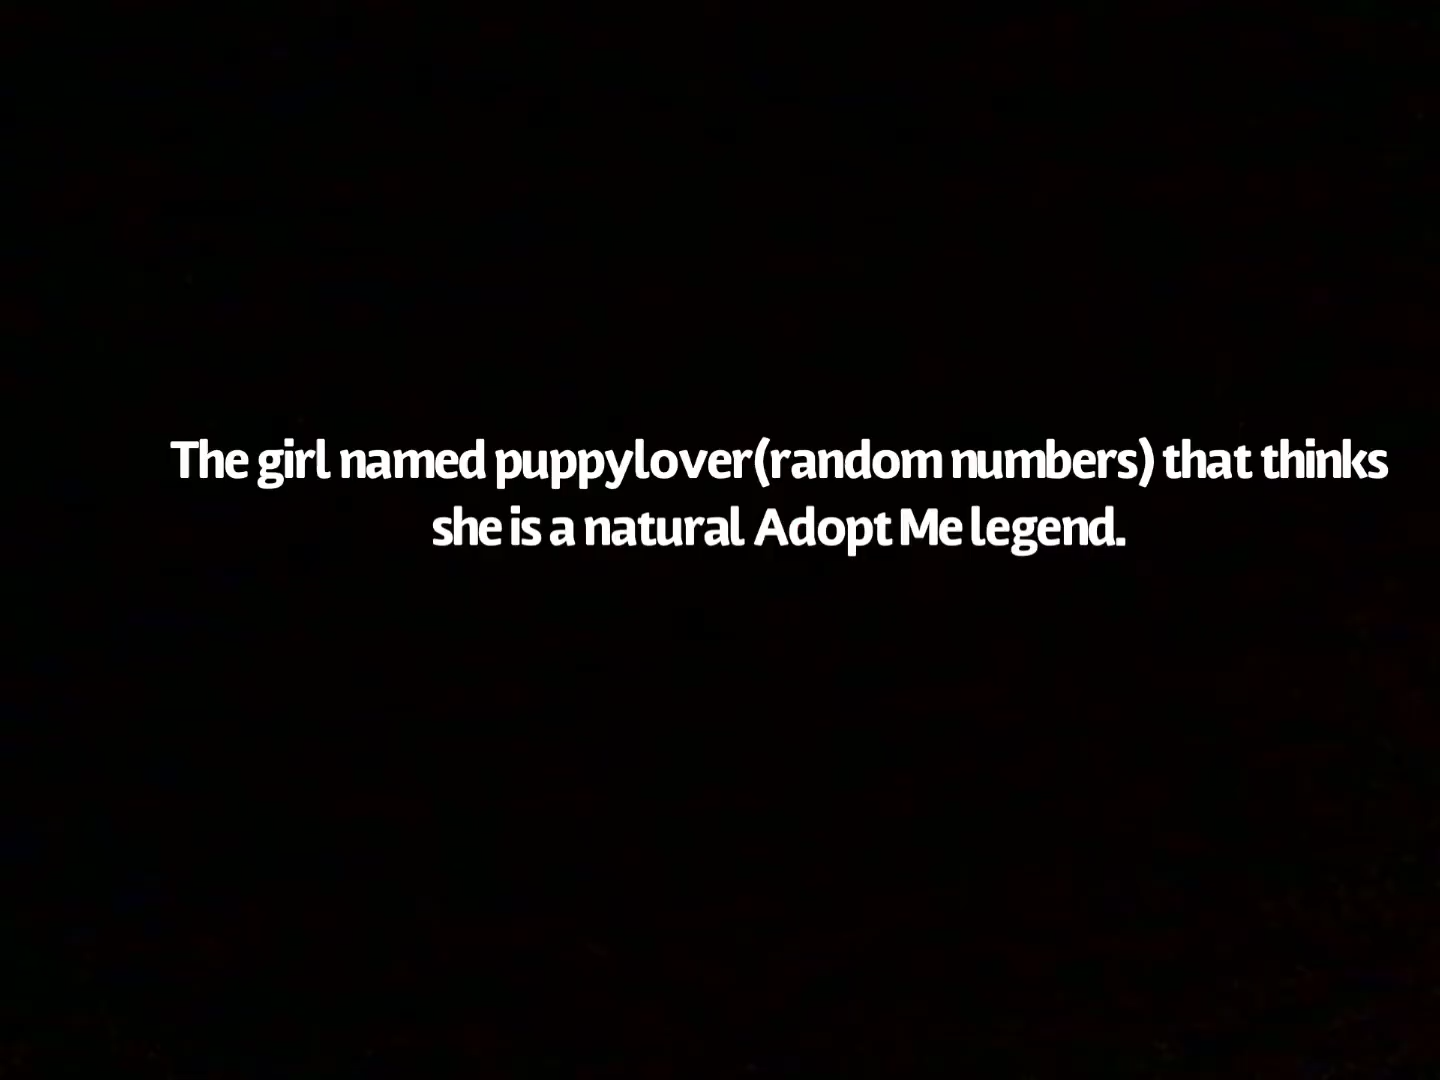 The girl named puppylover(random numbers) that thinks
she is a natural Adopt Me legend.